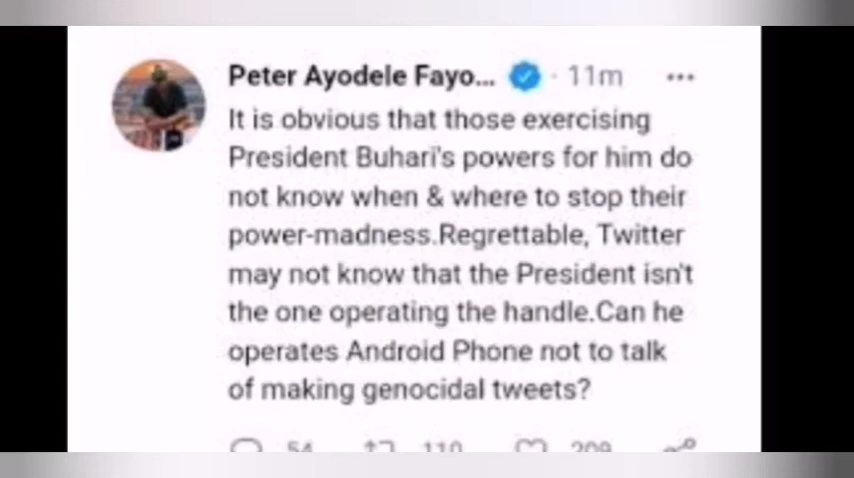 Peter Ayodele Fayo... · 11m ...
It is obvious that those exercising
President Buhari's powers for him do
not know when & where to stop their
power-madness.Regrettable, Twitter
may not know that the President isn't
the one operating the handle.Can he
operates Android Phone not to talk
of making genocidal tweets?
54 110 209